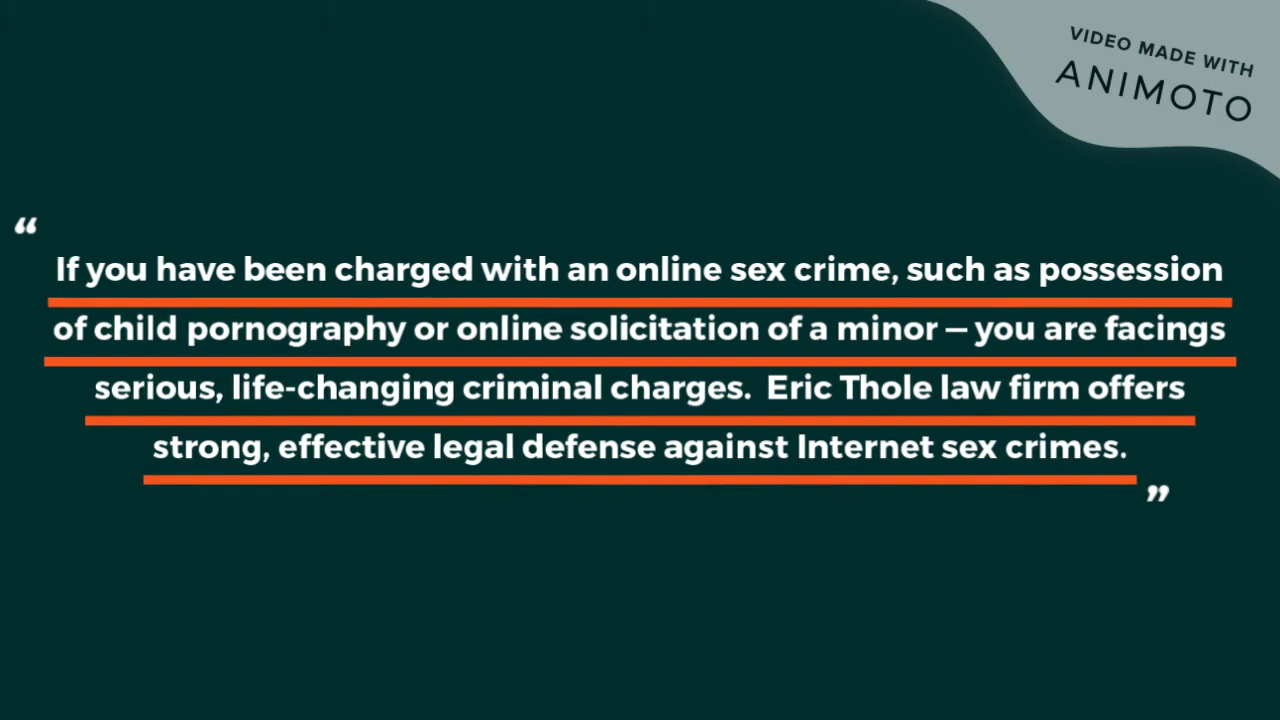 VIDEO MADE WITH
ANIMOTO
“
If you have been charged with an online sex crime, such as possession
of child pornography or online solicitation of a minor – you are facings
serious, life-changing criminal charges.  Eric Thole law firm offers
strong, effective legal defense against Internet sex crimes.
”